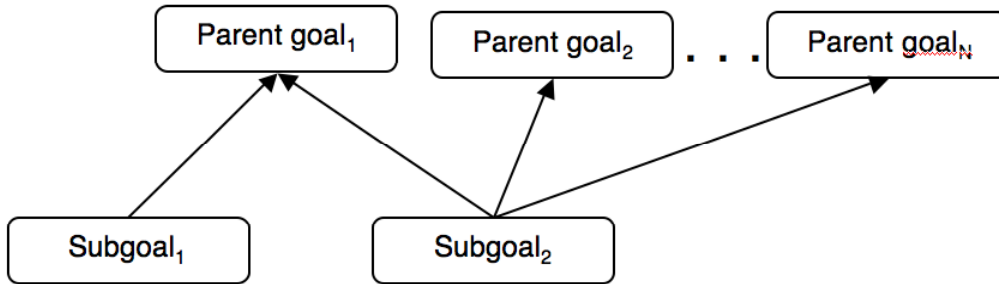 Parent goal₁
Parent goal₂
. . .
Parent goalN
Subgoal₁
Subgoal₂